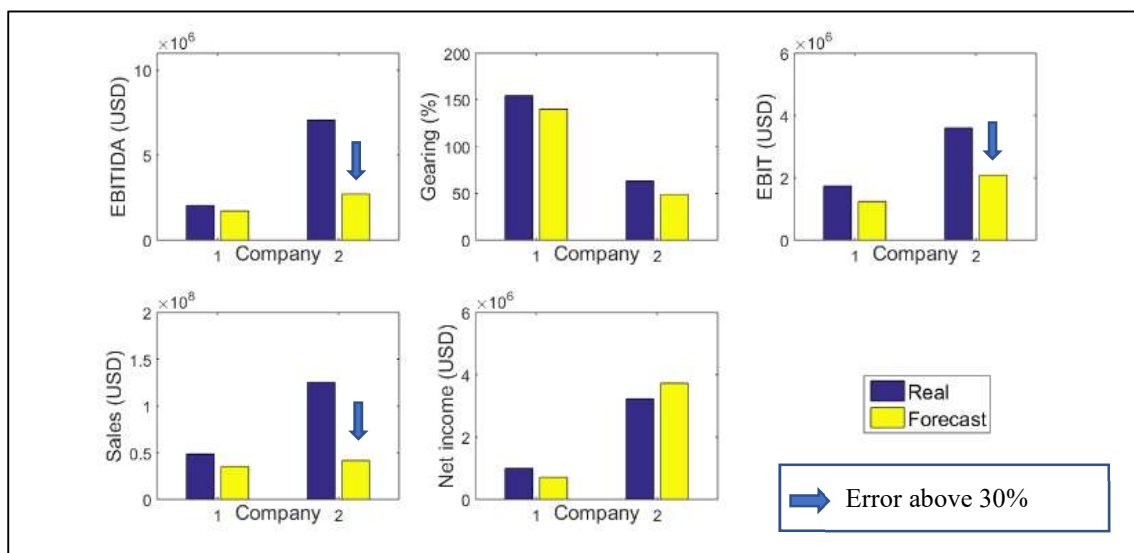 ×10⁶
10
5
0
EBITIDA (USD)
1 Company 2
200
150
100
50
0
Gearing (%)
1 Company 2
×10⁶
6
4
2
0
EBIT (USD)
1 Company 2
×10⁸
2
1.5
1
0.5
0
Sales (USD)
1 Company 2
×10⁶
6
4
2
0
Net income (USD)
1 Company 2
Real
Forecast
Error above 30%